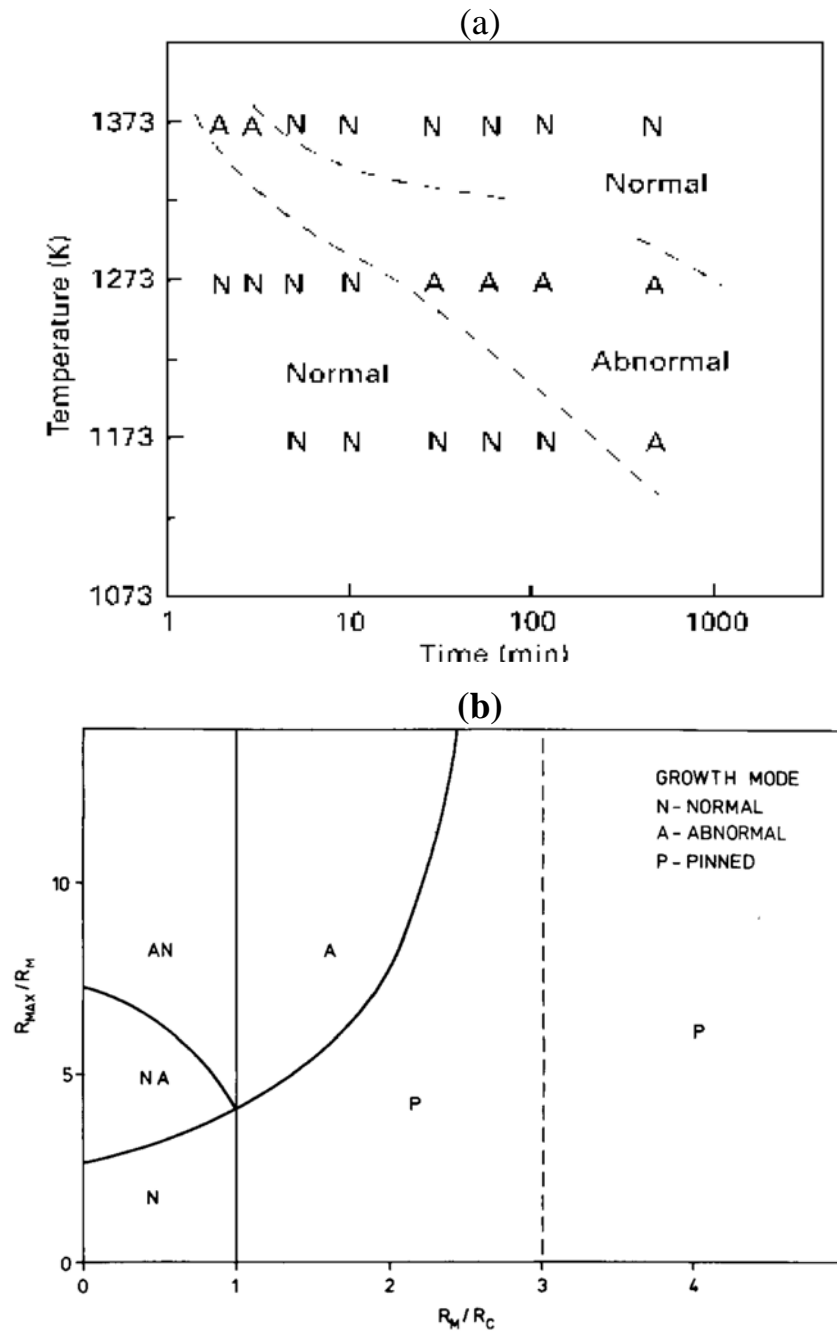 (a)
1373 A A N N N N N N
Normal
1273 N N N N A A A A
Normal Abnormal
1173 N N N N N A
1073
1 10 100 1000
Time (min)
Temperature (K)
(b)
GROWTH MODE
N - NORMAL
A - ABNORMAL
P - PINNED
10
AN A
P
5
NA
P
N
0
0 1 2 3 4
R_M/R_C
R_MAX/R_M